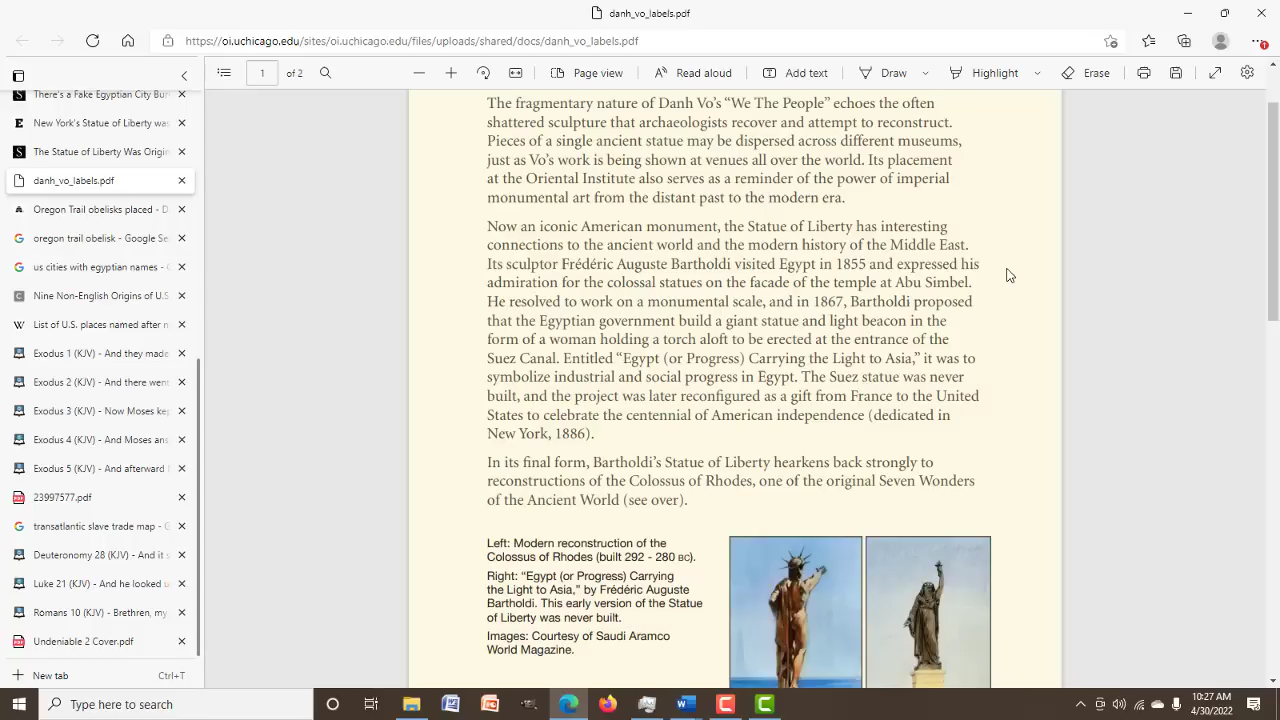 danh_vo_labels.pdf
https://oi.uchicago.edu/sites/oi.uchicago.edu/files/uploads/shared/docs/danh_vo_labels.pdf
1 of 2
Page view
Read aloud
Add text
Draw
Highlight
Erase
There's a Fake Egyptian City Bur
New York's Statue of Liberty was
The Statue of Liberty Was Origin
danh_vo_labels.pdf
Oregon Trail obelisks placed - D
oregon trail obelisk - Google Se
us cities with egyptian names - G
Nine Non-English Origins of U.S
List of U.S. places named after n
Exodus 1 (KJV) - And they made
Exodus 2 (KJV) - And there went
Exodus 3 (KJV) - Now Moses kep
Exodus 4 (KJV) - And Moses ans
Exodus 5 (KJV) - And afterward
23997577.pdf
transatlantic slave trade map - G
Deuteronomy 28 (KJV) - And it s
Luke 21 (KJV) - And he looked u
Romans 10 (KJV) - Brethren, my
Undeniable 2 Cover.pdf
New tab Ctrl+T
The fragmentary nature of Danh Vo's “We The People” echoes the often
shattered sculpture that archaeologists recover and attempt to reconstruct.
Pieces of a single ancient statue may be dispersed across different museums,
just as Vo's work is being shown at venues all over the world. Its placement
at the Oriental Institute also serves as a reminder of the power of imperial
monumental art from the distant past to the modern era.
Now an iconic American monument, the Statue of Liberty has interesting
connections to the ancient world and the modern history of the Middle East.
Its sculptor Frédéric Auguste Bartholdi visited Egypt in 1855 and expressed his
admiration for the colossal statues on the facade of the temple at Abu Simbel.
He resolved to work on a monumental scale, and in 1867, Bartholdi proposed
that the Egyptian government build a giant statue and light beacon in the
form of a woman holding a torch aloft to be erected at the entrance of the
Suez Canal. Entitled “Egypt (or Progress) Carrying the Light to Asia,” it was to
symbolize industrial and social progress in Egypt. The Suez statue was never
built, and the project was later reconfigured as a gift from France to the United
States to celebrate the centennial of American independence (dedicated in
New York, 1886).
In its final form, Bartholdi's Statue of Liberty hearkens back strongly to
reconstructions of the Colossus of Rhodes, one of the original Seven Wonders
of the Ancient World (see over).
Left: Modern reconstruction of the
Colossus of Rhodes (built 292 - 280 BC).
Right: “Egypt (or Progress) Carrying
the Light to Asia,” by Frédéric Auguste
Bartholdi. This early version of the Statue
of Liberty was never built.
Images: Courtesy of Saudi Aramco
World Magazine.
Type here to search
10:27 AM
4/30/2022